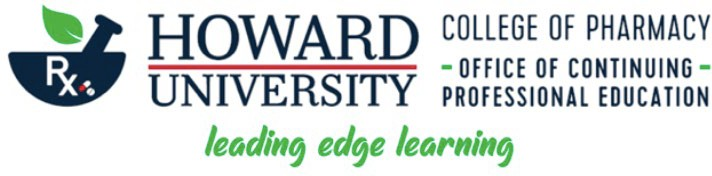 Rx
HOWARD
UNIVERSITY
COLLEGE OF PHARMACY
- OFFICE OF CONTINUING -
PROFESSIONAL EDUCATION
leading edge learning